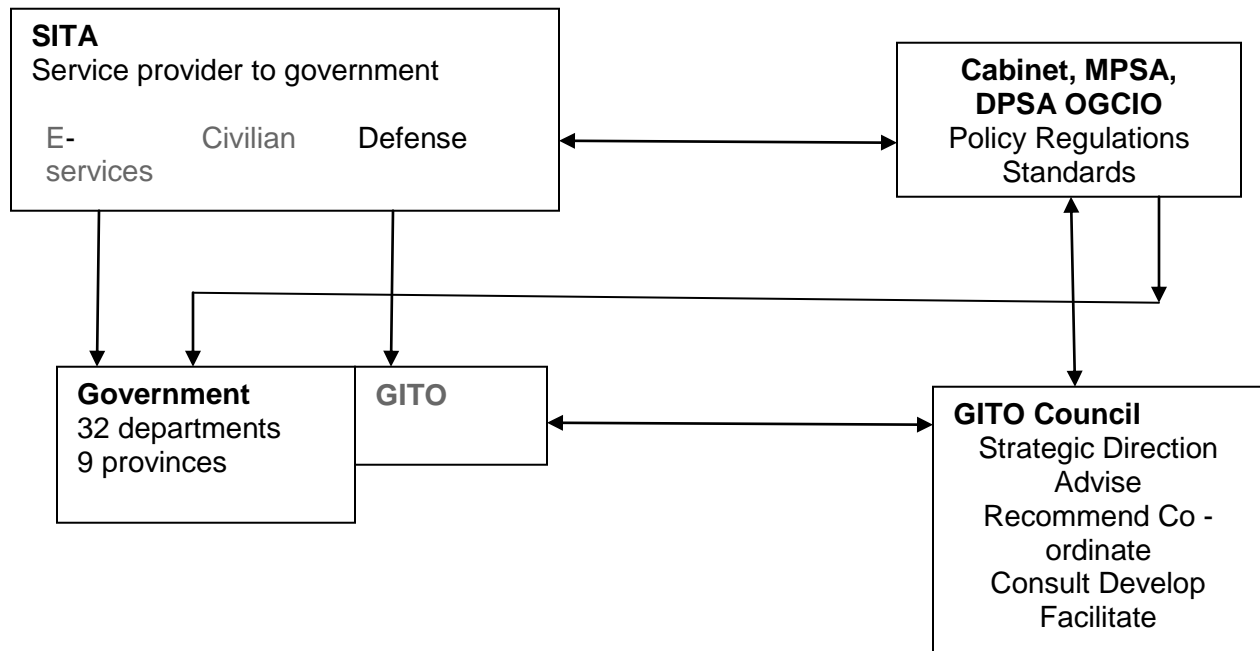 SITA
Service provider to government
E- Civilian Defense
services
Cabinet, MPSA,
DPSA OGCIO
Policy Regulations
Standards
Government
32 departments
9 provinces
GITO
GITO Council
Strategic Direction
Advise
Recommend Co -
ordinate
Consult Develop
Facilitate